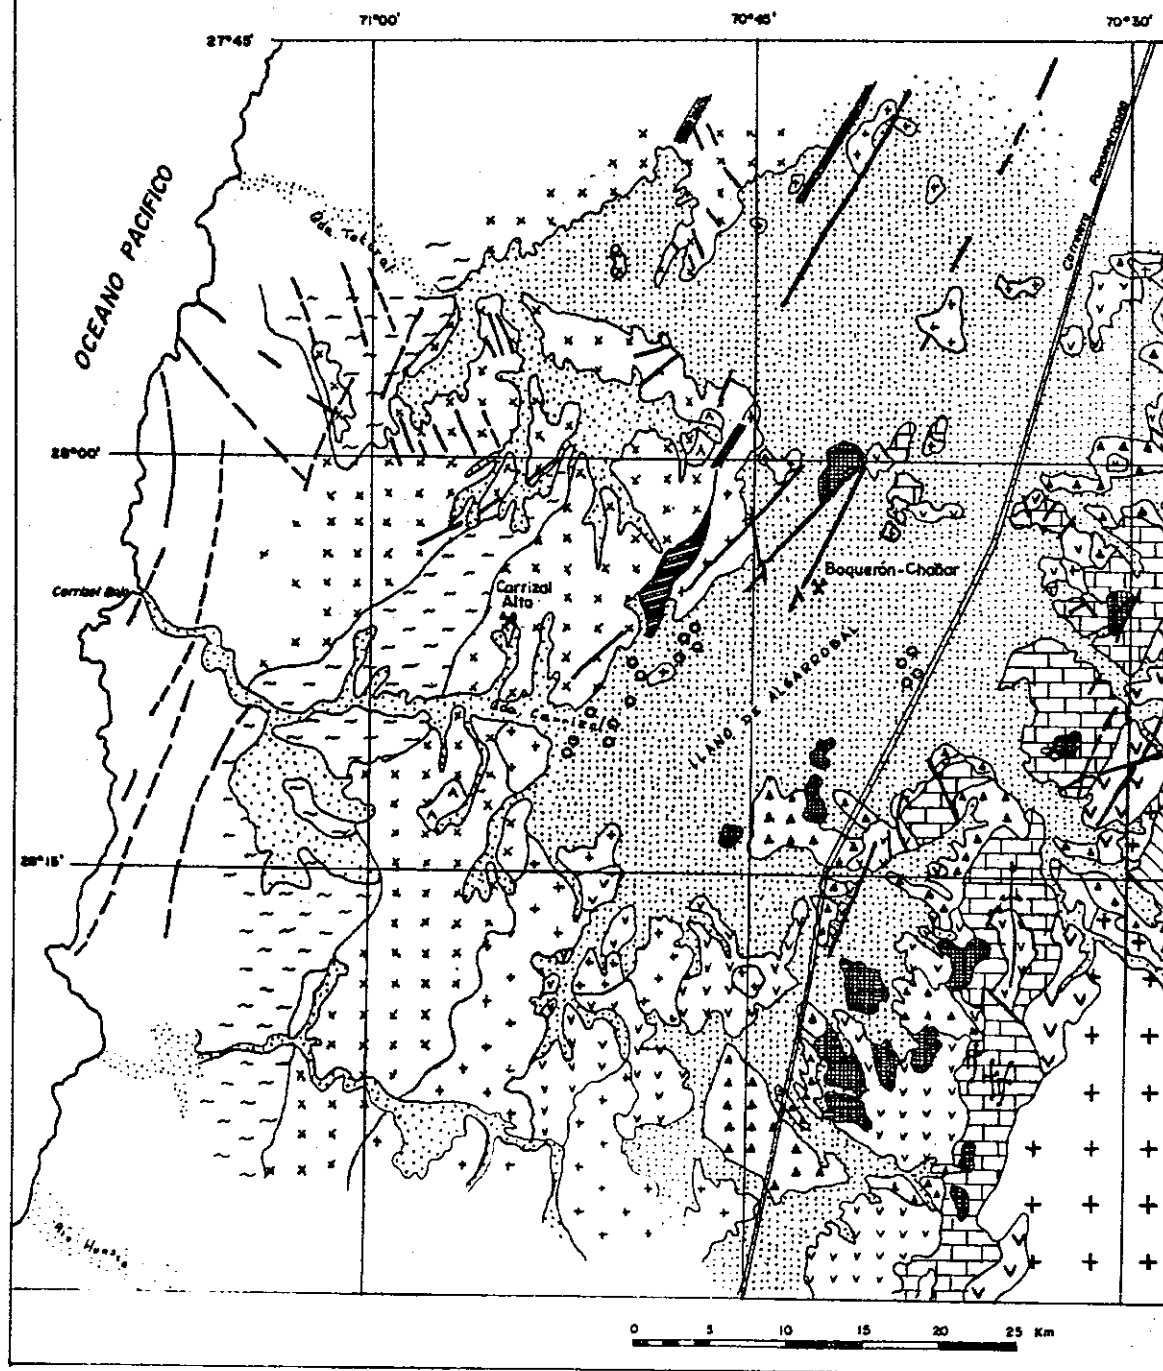 71°00'
70°45'
70°30'
27°45'
OCEANO PACIFICO
Qda. Totoral
Carretera Panamericana
28°00'
Boquerón-Chañar
Carrizal Bajo
Carrizal
Alto
Qda. Carrizal
LLANO DE ALGARROBAL
28°15'
Rio Huasco
0 5 10 15 20 25 Km